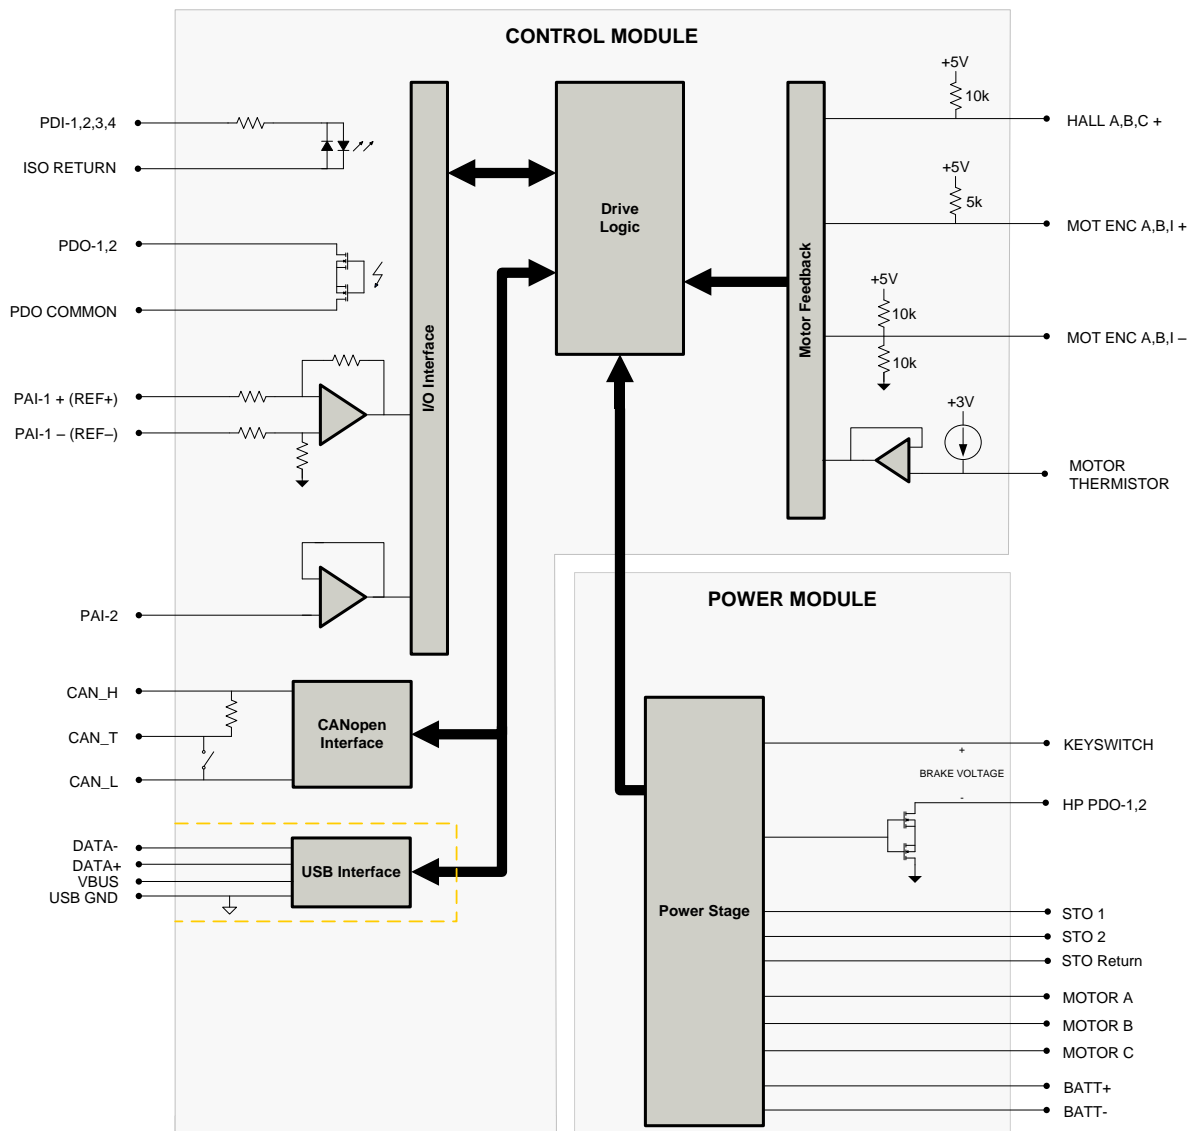 CONTROL MODULE
PDI-1,2,3,4
ISO RETURN
PDO-1,2
PDO COMMON
PAI-1 + (REF+)
PAI-1 – (REF–)
PAI-2
CAN_H
CAN_T
CAN_L
DATA-
DATA+
VBUS
USB GND
I/O Interface
CANopen
Interface
USB Interface
Drive
Logic
Motor Feedback
+5V
10k
HALL A,B,C +
+5V
5k
MOT ENC A,B,I +
+5V
10k
10k
MOT ENC A,B,I –
+3V
MOTOR
THERMISTOR
POWER MODULE
Power Stage
KEYSWITCH
+
BRAKE VOLTAGE
-
HP PDO-1,2
STO 1
STO 2
STO Return
MOTOR A
MOTOR B
MOTOR C
BATT+
BATT-